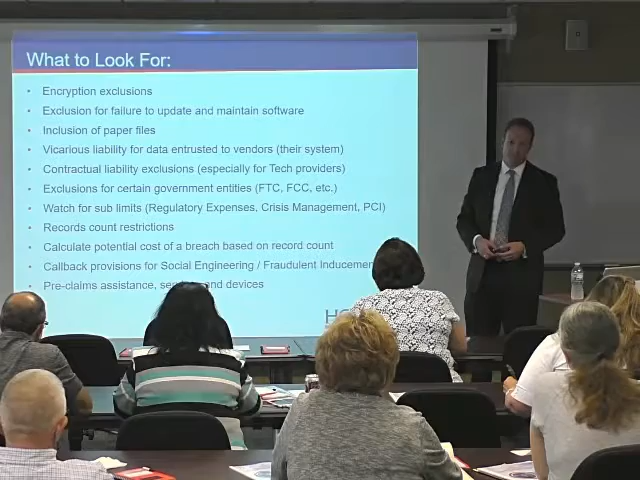 What to Look For:
• Encryption exclusions
• Exclusion for failure to update and maintain software
• Inclusion of paper files
• Vicarious liability for data entrusted to vendors (their system)
• Contractual liability exclusions (especially for Tech providers)
• Exclusions for certain government entities (FTC, FCC, etc.)
• Watch for sub limits (Regulatory Expenses, Crisis Management, PCI)
• Records count restrictions
• Calculate potential cost of a breach based on record count
• Callback provisions for Social Engineering / Fraudulent
• Pre-claims assistance, and devices